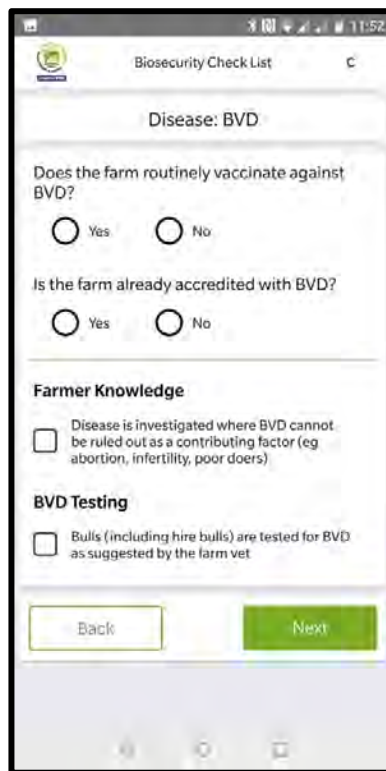 11:52
Biosecurity Check List
C
Disease: BVD
Does the farm routinely vaccinate against
BVD?
Yes No
Is the farm already accredited with BVD?
Yes No
Farmer Knowledge
Disease is investigated where BVD cannot
be ruled out as a contributing factor (eg
abortion, infertility, poor doers)
BVD Testing
Bulls (including hire bulls) are tested for BVD
as suggested by the farm vet
Back Next